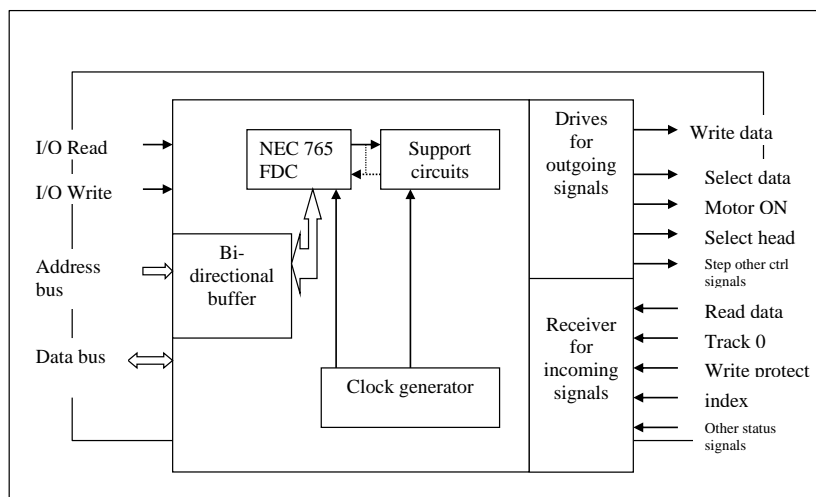 I/O Read
I/O Write
Address
bus
Data bus
NEC 765
FDC
Support
circuits
Bi-
directional
buffer
Clock generator
Drives
for
outgoing
signals
Receiver
for
incoming
signals
Write data
Select data
Motor ON
Select head
Step other ctrl
signals
Read data
Track 0
Write protect
index
Other status
signals